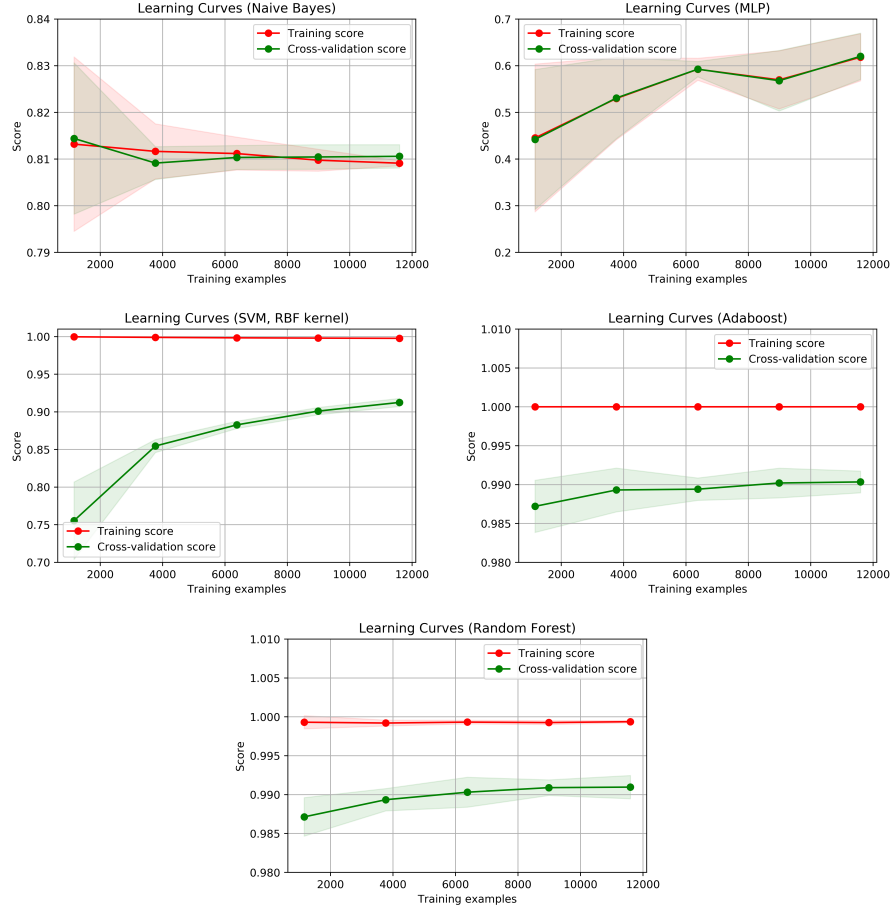 Learning Curves (Naive Bayes)
0.84
0.83
0.82
0.81
0.80
0.79
Score
Training score
Cross-validation score
2000 4000 6000 8000 10000 12000
Training examples
Learning Curves (MLP)
0.7
0.6
0.5
0.4
0.3
0.2
Score
Training score
Cross-validation score
2000 4000 6000 8000 10000 12000
Training examples
Learning Curves (SVM, RBF kernel)
1.00
0.95
0.90
0.85
0.80
0.75
0.70
Score
Training score
Cross-validation score
2000 4000 6000 8000 10000 12000
Training examples
Learning Curves (Adaboost)
1.010
1.005
1.000
0.995
0.990
0.985
0.980
Score
Training score
Cross-validation score
2000 4000 6000 8000 10000 12000
Training examples
Learning Curves (Random Forest)
1.010
1.005
1.000
0.995
0.990
0.985
0.980
Score
Training score
Cross-validation score
2000 4000 6000 8000 10000 12000
Training examples